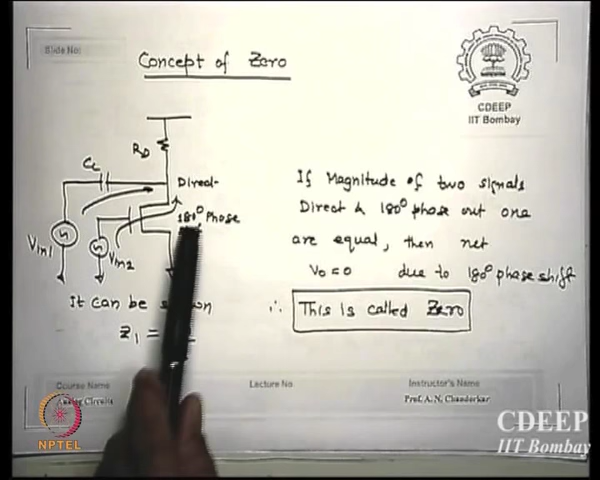 Slide No:
Concept of Zero
CDEEP
IIT Bombay
RD
CC
Direct
180° Phase
Vin1
Vin2
If Magnitude of two signals
Direct & 180° phase out one
are equal, then net
Vo = 0 due to 180° phase shift
It can be
Z1 =
∴ This is called Zero
Course Name
Analog Circuits
Lecture No
Instructor's Name
Prof. A. N. Chandorkar
NPTEL
CDEEP
IIT Bombay